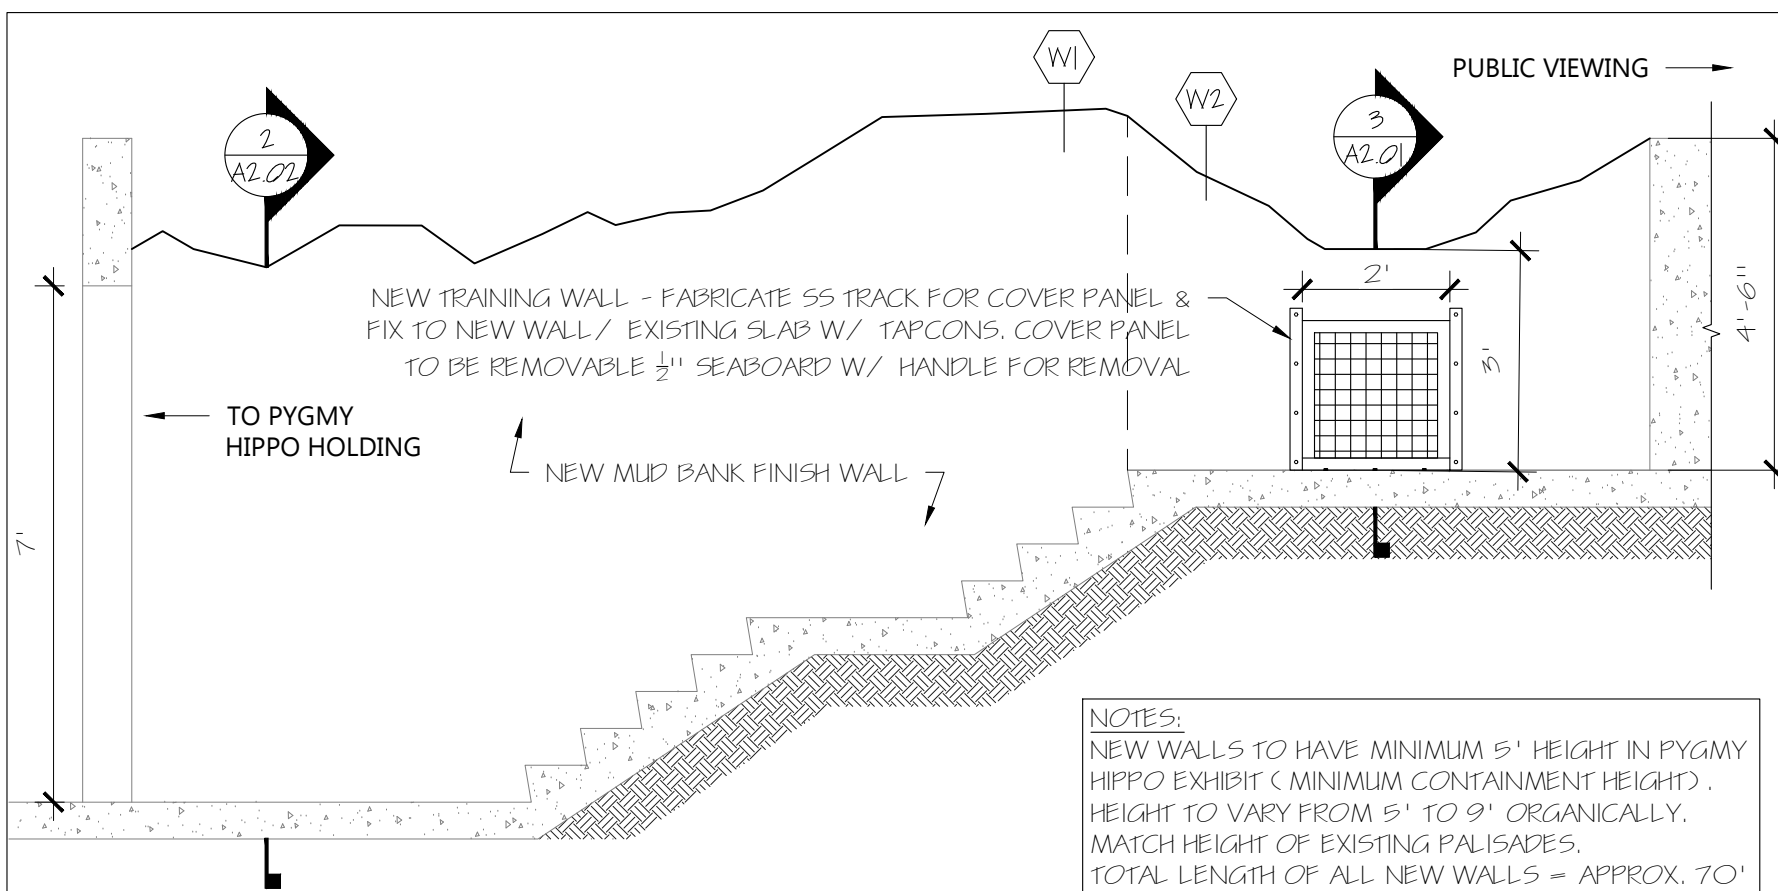 W1
PUBLIC VIEWING
W2
2
A2.02
3
A2.01
2'
NEW TRAINING WALL - FABRICATE SS TRACK FOR COVER PANEL &
FIX TO NEW WALL/ EXISTING SLAB W/ TAPCONS. COVER PANEL
TO BE REMOVABLE ½" SEABOARD W/ HANDLE FOR REMOVAL
3'
4'-6"
TO PYGMY
HIPPO HOLDING
NEW MUD BANK FINISH WALL
7'
NOTES:
NEW WALLS TO HAVE MINIMUM 5' HEIGHT IN PYGMY
HIPPO EXHIBIT (MINIMUM CONTAINMENT HEIGHT).
HEIGHT TO VARY FROM 5' TO 9' ORGANICALLY.
MATCH HEIGHT OF EXISTING PALISADES.
TOTAL LENGTH OF ALL NEW WALLS = APPROX. 70'